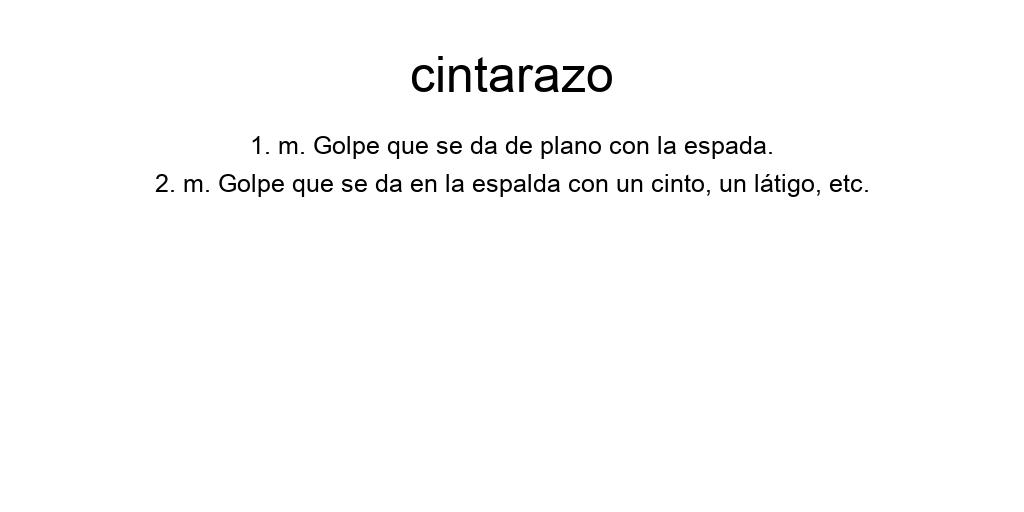 cintarazo
1. m. Golpe que se da de plano con la espada.
2. m. Golpe que se da en la espalda con un cinto, un látigo, etc.